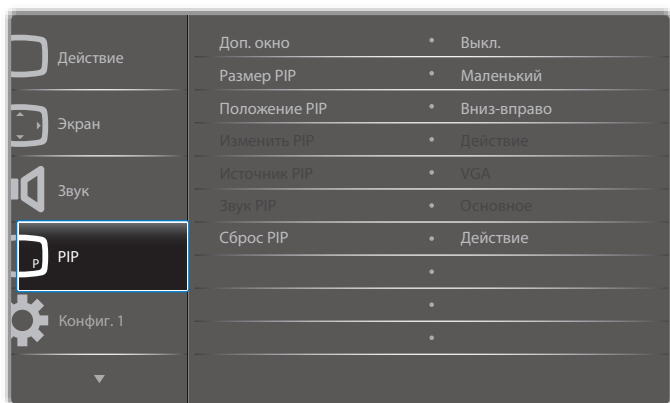 Действие
Экран
Звук
P
PIP
Конфиг. 1
Доп. окно • Выкл.
Размер PIP • Маленький
Положение PIP • Вниз-вправо
Изменить PIP • Действие
Источник PIP • VGA
Звук PIP • Основное
Сброс PIP • Действие